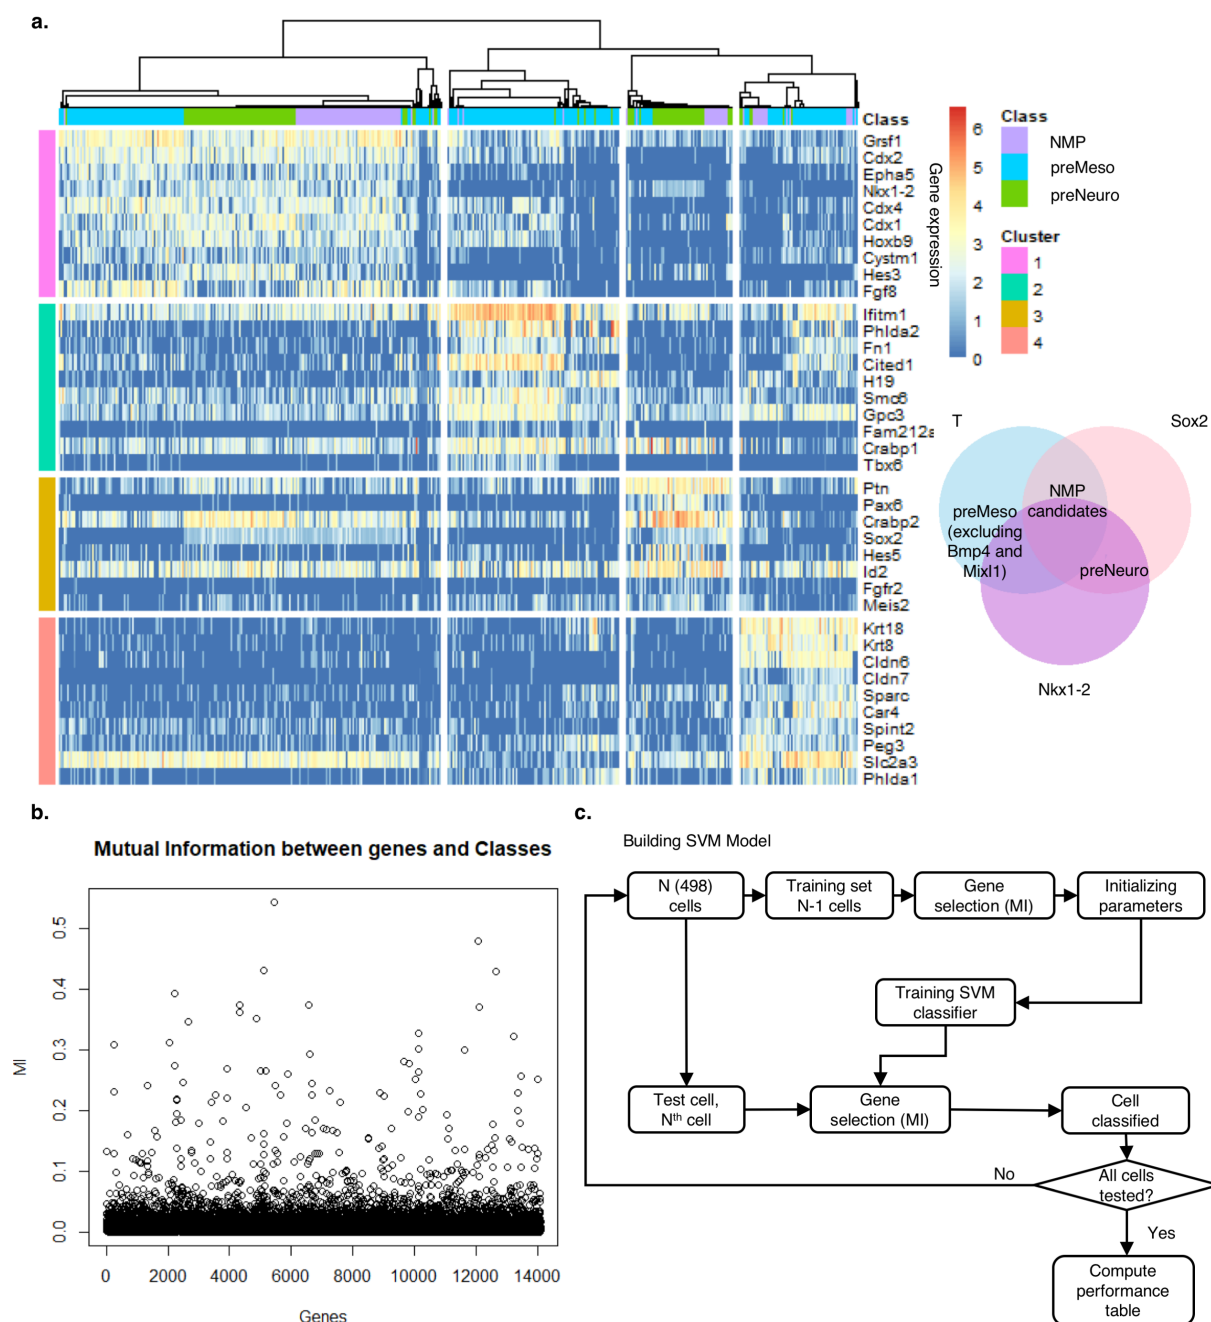 a.
Class
Grsf1
Cdx2
Epha5
Nkx1-2
Cdx4
Cdx1
Hoxb9
Cystm1
Hes3
Fgf8
Ifitm1
Phlda2
Fn1
Cited1
H19
Smc6
Gpc3
Fam212a
Crabp1
Tbx6
Ptn
Pax6
Crabp2
Sox2
Hes5
Id2
Fgfr2
Meis2
Krt18
Krt8
Cldn6
Cldn7
Sparc
Car4
Spint2
Peg3
Slc2a3
Phlda1
Gene expression
6
5
4
3
2
1
0
Class
NMP
preMeso
preNeuro
Cluster
1
2
3
4
T
Sox2
NMP
candidates
preMeso
(excluding
Bmp4 and
Mixl1)
preNeuro
Nkx1-2
b.
Mutual Information between genes and Classes
MI
0.5
0.4
0.3
0.2
0.1
0.0
0 2000 4000 6000 8000 10000 12000 14000
Genes
c.
Building SVM Model
N (498)
cells
Training set
N-1 cells
Gene
selection (MI)
Initializing
parameters
Training SVM
classifier
Test cell,
Nth cell
Gene
selection (MI)
Cell
classified
No
All cells
tested?
Yes
Compute
performance
table